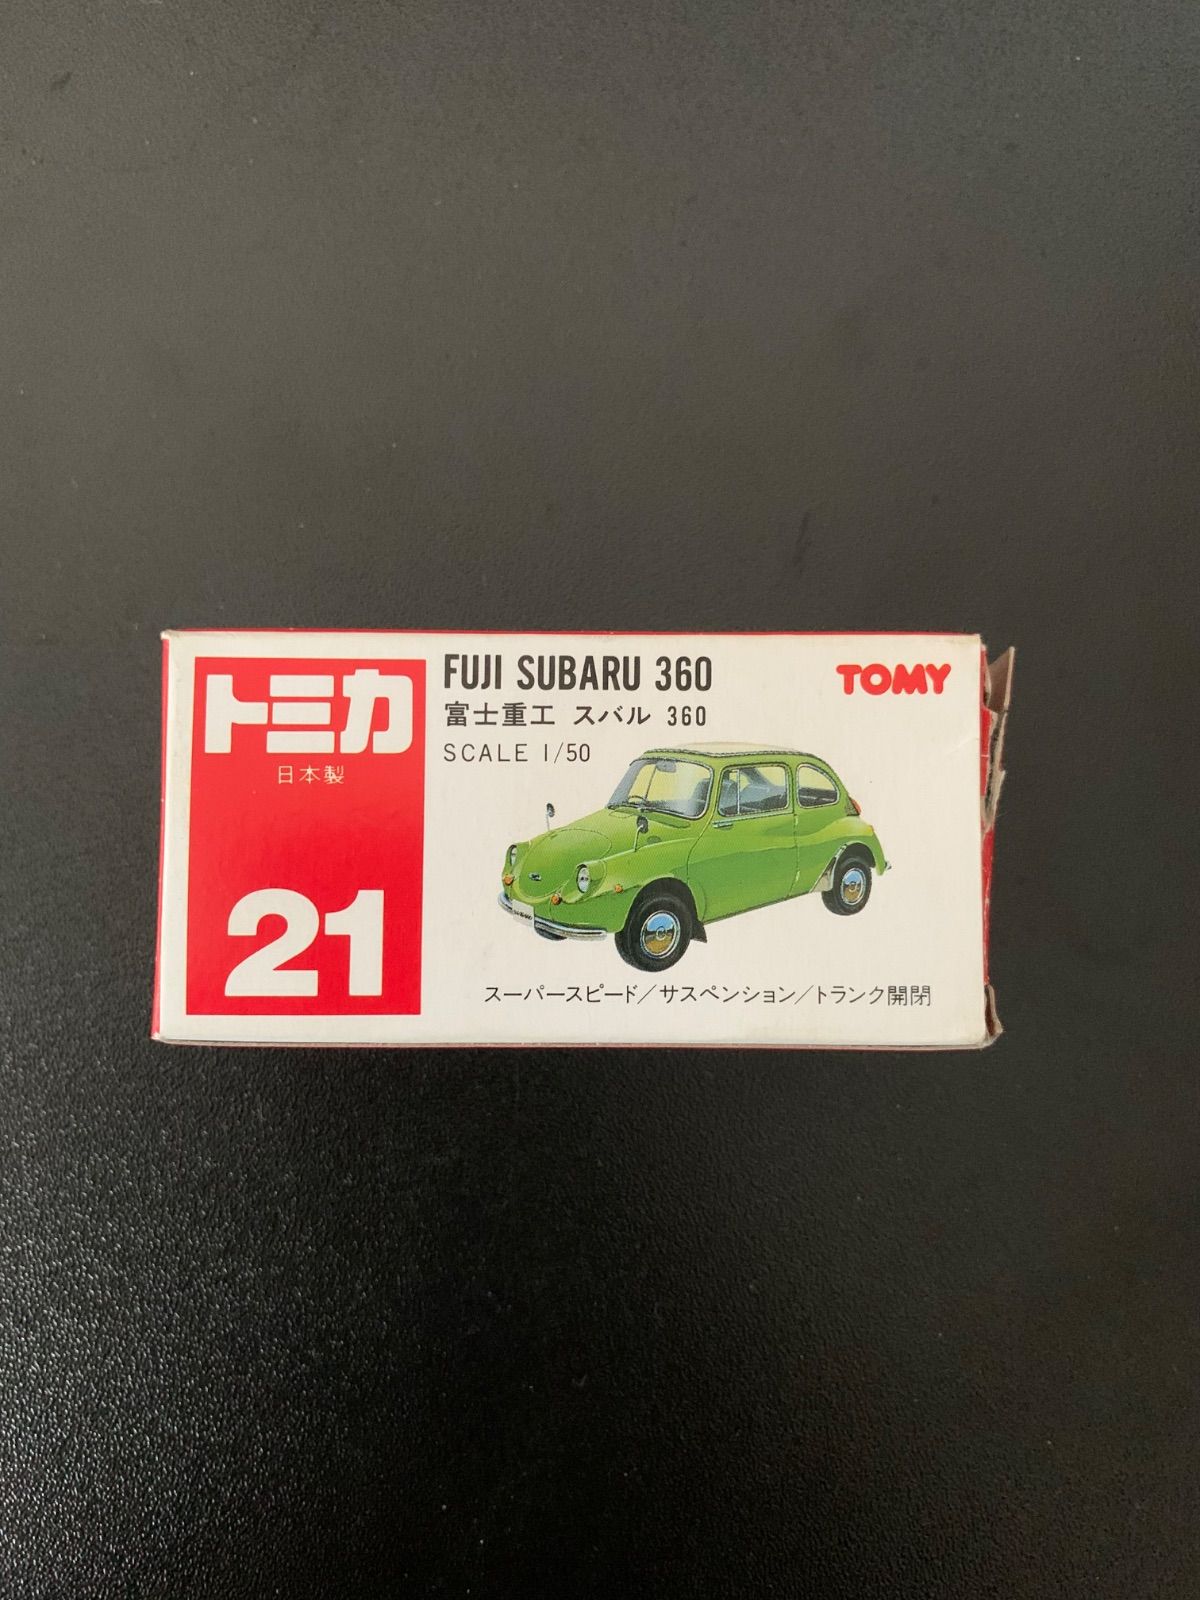 トミカ
日本製
21
FUJI SUBARU 360
富士重工 スバル 360
SCALE 1/50
TOMY
スーパースピード/サスペンション/トランク開閉